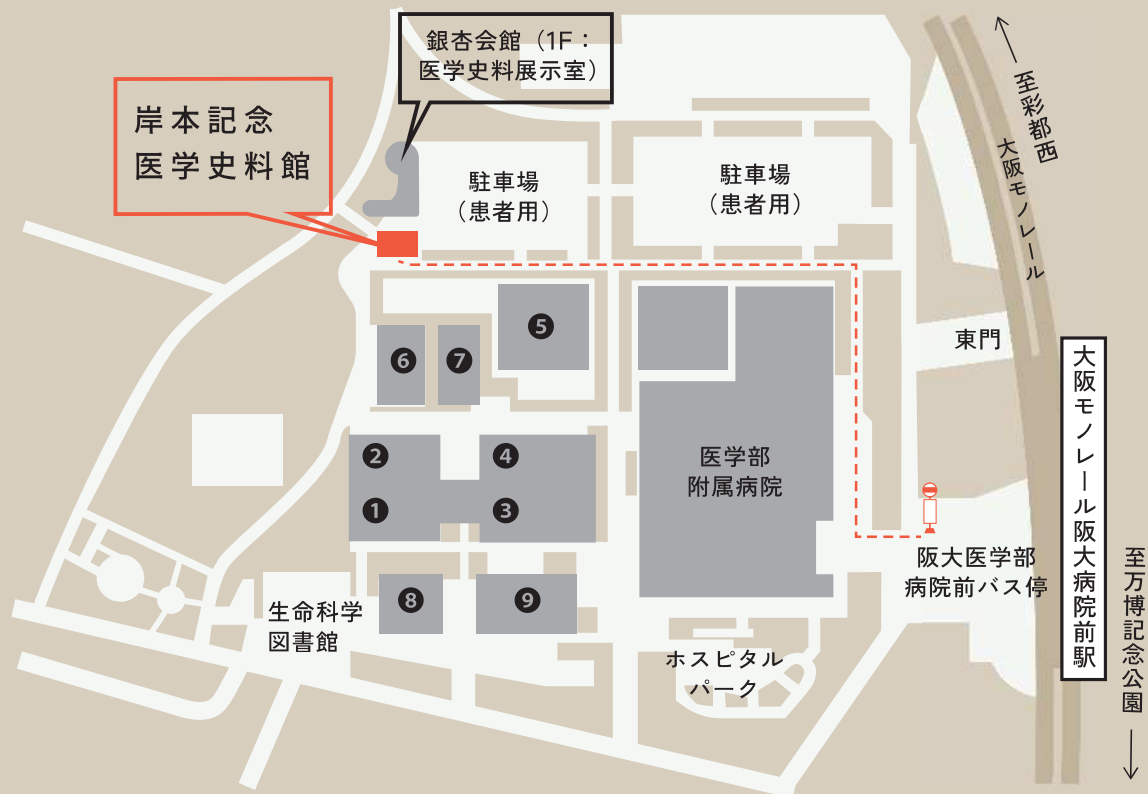 銀杏会館（1F：
医学史料展示室）
岸本記念
医学史料館
駐車場
（患者用）
駐車場
（患者用）
至彩都西
大阪モノレール
東門
大阪モノレール阪大病院前駅
至万博記念公園
5
6
7
2
4
1
3
医学部
附属病院
阪大医学部
病院前バス停
8
9
生命科学
図書館
ホスピタル
パーク